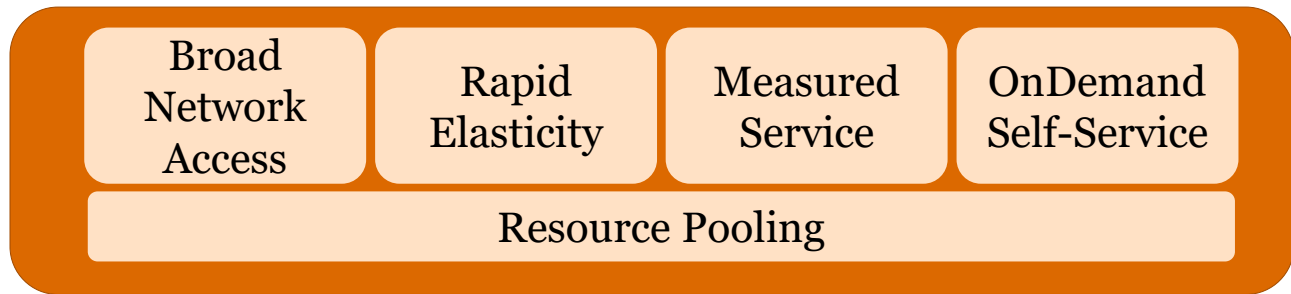 Broad
Network
Access
Rapid
Elasticity
Measured
Service
OnDemand
Self-Service
Resource Pooling